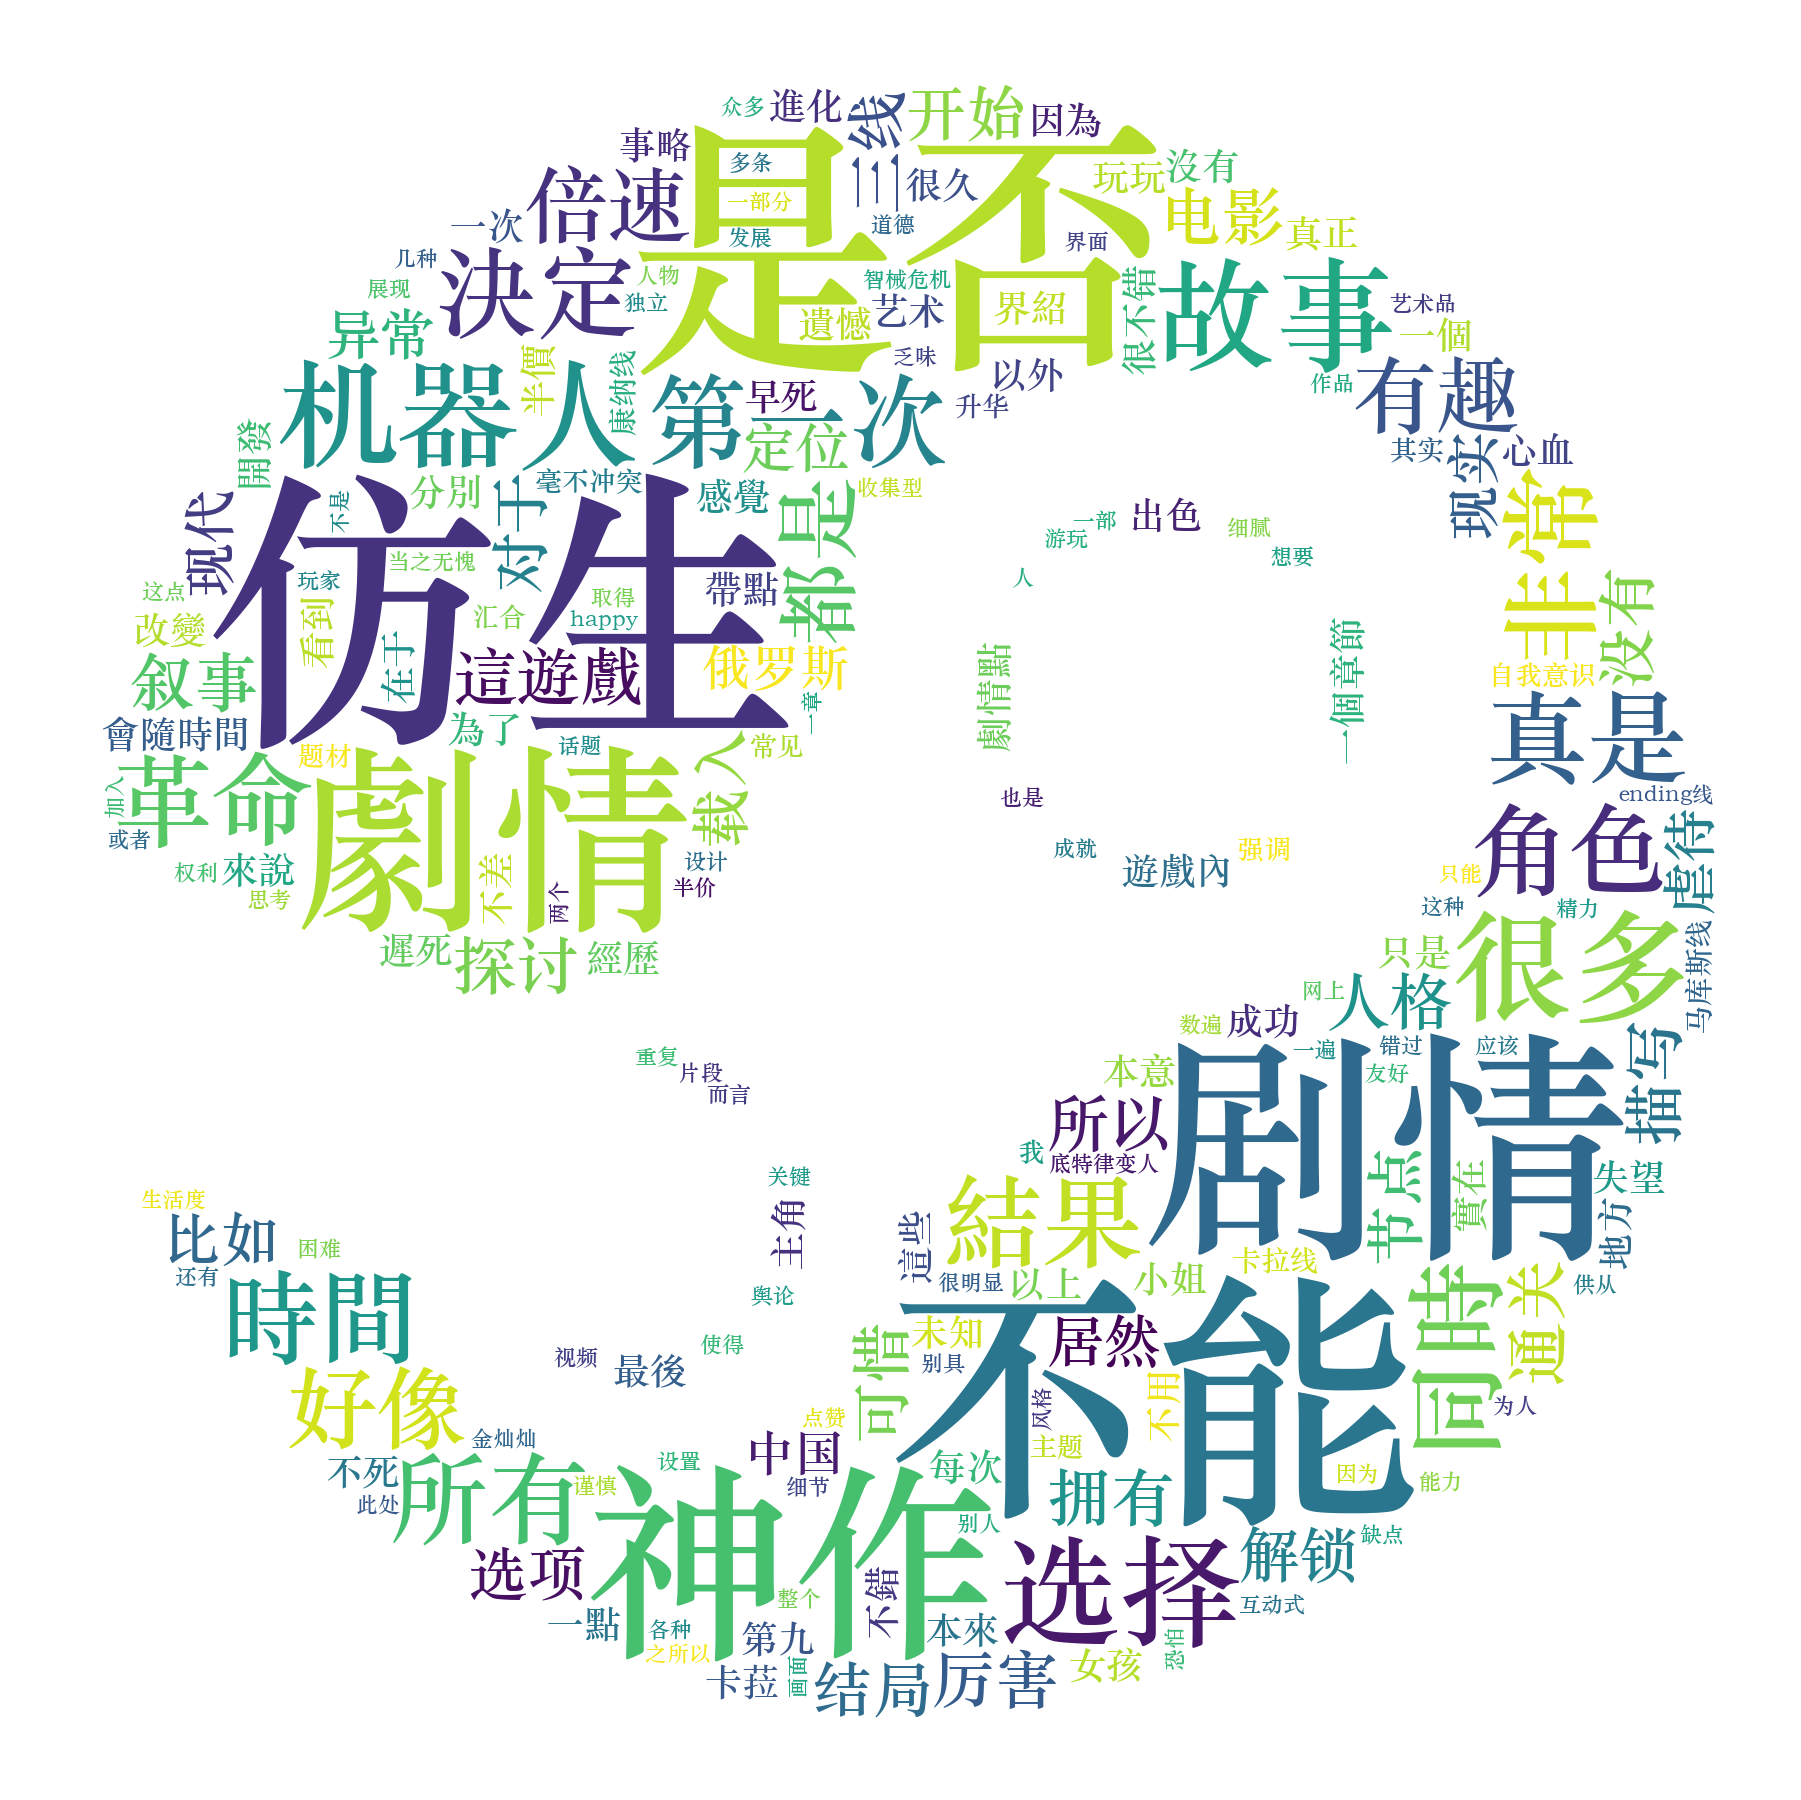 众多
進化
三线
开始
因為
事略
是否
多条
很久
玩玩
沒有
倍速
一部分
道德
电影
真正
一次
发展
界面
几种
決定
人物
智械危机
很不错
故事
展现
独立
遺憾
艺术
界紹
艺术品
异常
一個
半價
康纳线
乏味
以外
作品
有趣
机器人
第一次
早死
升华
開發
定位
其实
现实
心血
现代
分別
对于
毫不冲突
感覺
都是
收集型
非常
仿生
不是
出色
一部
细腻
游玩
想要
当之无愧
玩家
人
这点
取得
帶點
没有
改變
看到
汇合
happy
一個章節
在于
這遊戲
俄罗斯
劇情點
自我意识
叙事
一章
真是
會隨時間
為了
话题
常见
载入
题材
革命
加入
劇情
也是
ending线
或者
不差
设计
成就
强调
角色
虐待
权利
來說
半价
遊戲內
只能
思考
两个
这种
精力
很多
遲死
探讨
經歷
只是
马库斯线
人格
网上
数遍
成功
重复
片段
一遍
错过
应该
描写
而言
本意
友好
剧情
所以
我
底特律变人
节点
實在
失望
关键
生活度
主角
結果
地方
比如
困难
這些
卡拉线
还有
很明显
以上
小姐
供从
時間
舆论
不能
同時
通关
可惜
未知
居然
视频
最後
使得
别具
好像
不用
风格
为人
点赞
金灿灿
中国
主题
不死
所有
设置
细节
每次
因为
能力
此处
谨慎
神作
拥有
别人
缺点
选项
不錯
选择
解锁
整个
互动式
一點
各种
第九
本來
之所以
恐怕
卡菈
画面
结局
厉害
女孩